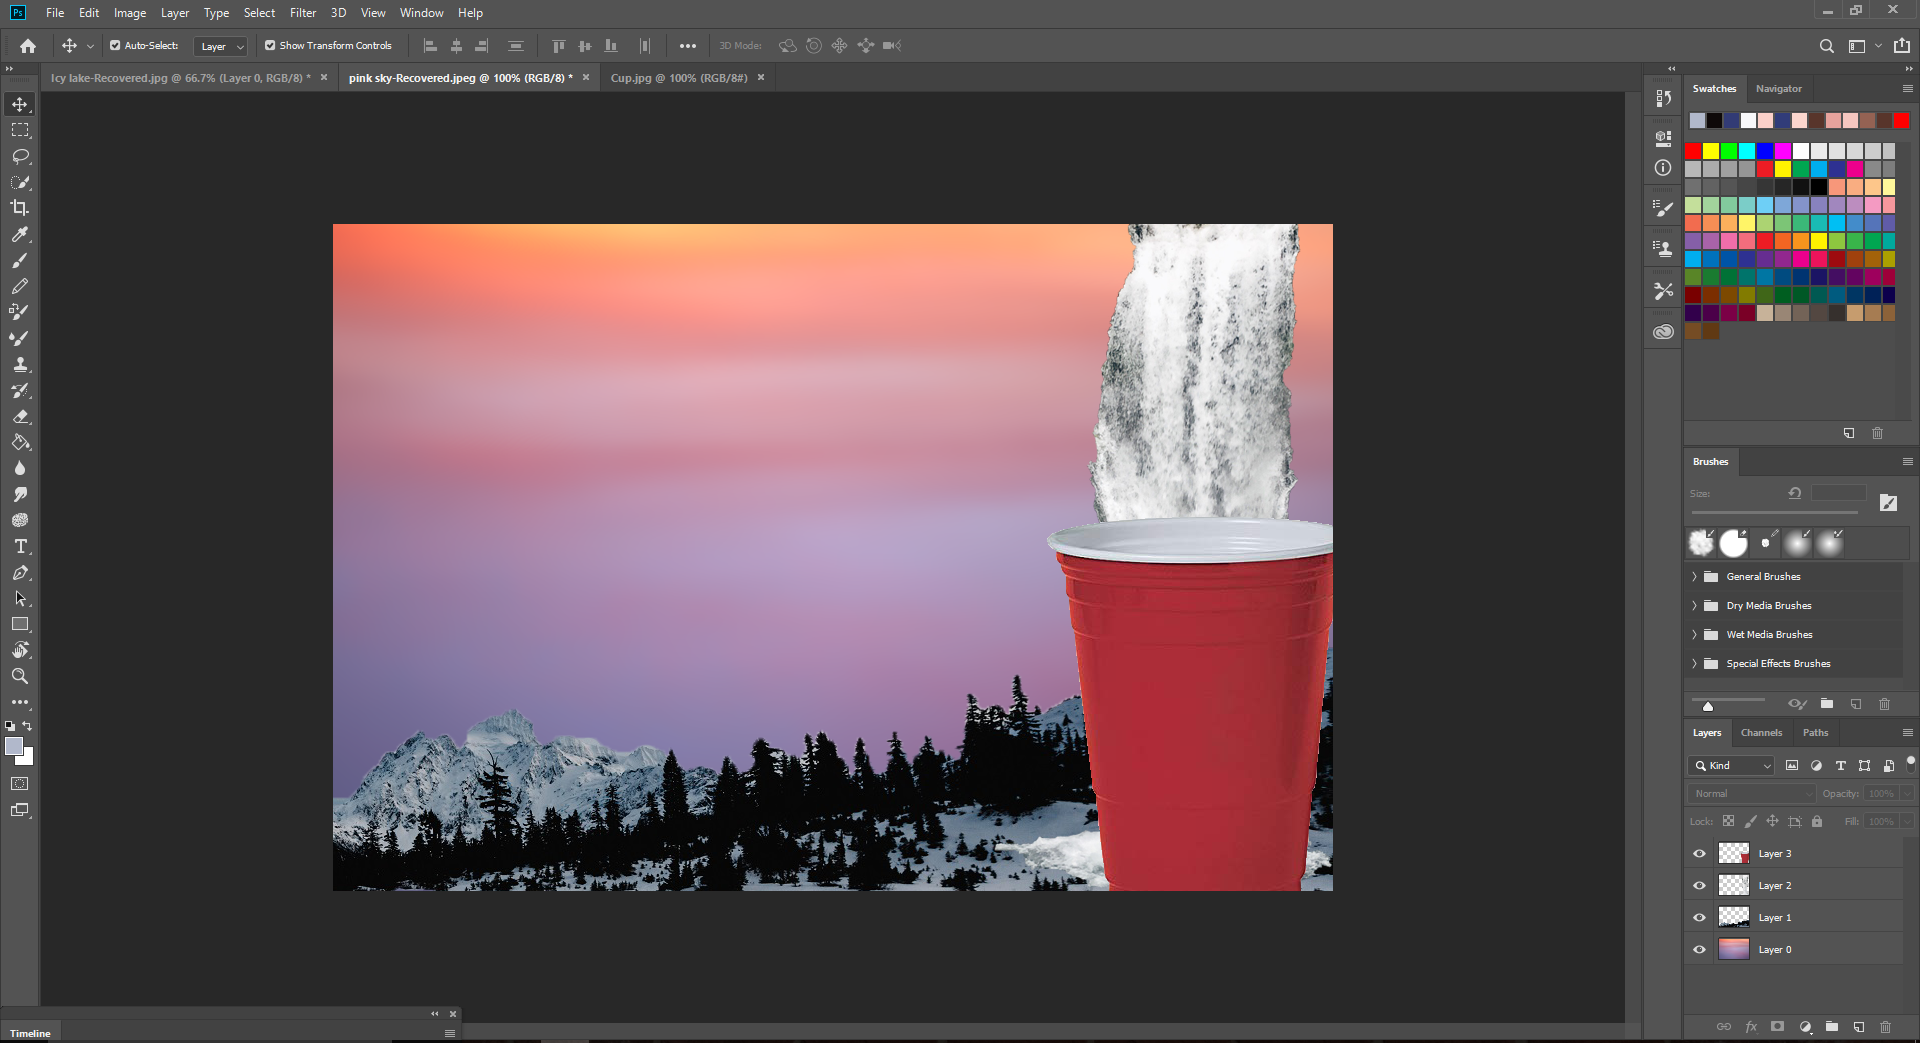 Ps File Edit Image Layer Type Select Filter 3D View Window Help
Auto-Select: Layer Show Transform Controls 3D Mode:
Icy lake-Recovered.jpg @ 66.7% (Layer 0, RGB/8) * pink sky-Recovered.jpeg @ 100% (RGB/8) * Cup.jpg @ 100% (RGB/8#)
Swatches Navigator
Brushes
Size:
General Brushes
Dry Media Brushes
Wet Media Brushes
Special Effects Brushes
Layers Channels Paths
Kind
Normal Opacity: 100%
Lock: Fill: 100%
Layer 3
Layer 2
Layer 1
Layer 0
fx
Timeline